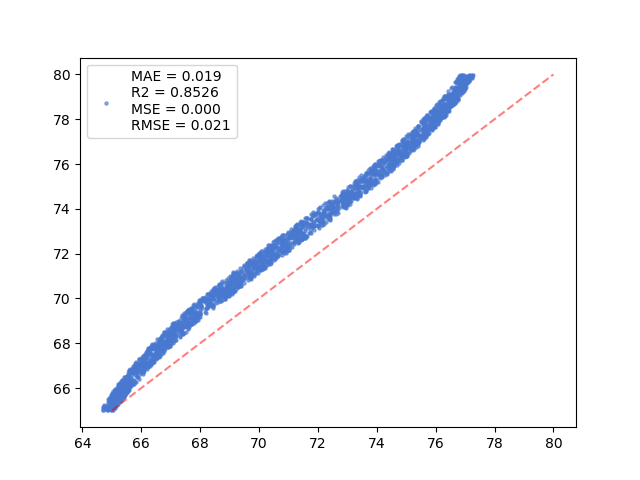 MAE = 0.019
R2 = 0.8526
MSE = 0.000
RMSE = 0.021
80
78
76
74
72
70
68
66
64 66 68 70 72 74 76 78 80